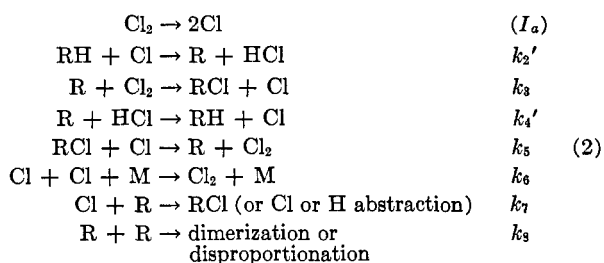 Cl₂ → 2Cl (Iₐ)
RH + Cl → R + HCl k₂′
R + Cl₂ → RCl + Cl k₃
R + HCl → RH + Cl k₄′
RCl + Cl → R + Cl₂ k₅ (2)
Cl + Cl + M → Cl₂ + M k₆
Cl + R → RCl (or Cl or H abstraction) k₇
R + R → dimerization or k₈
disproportionation